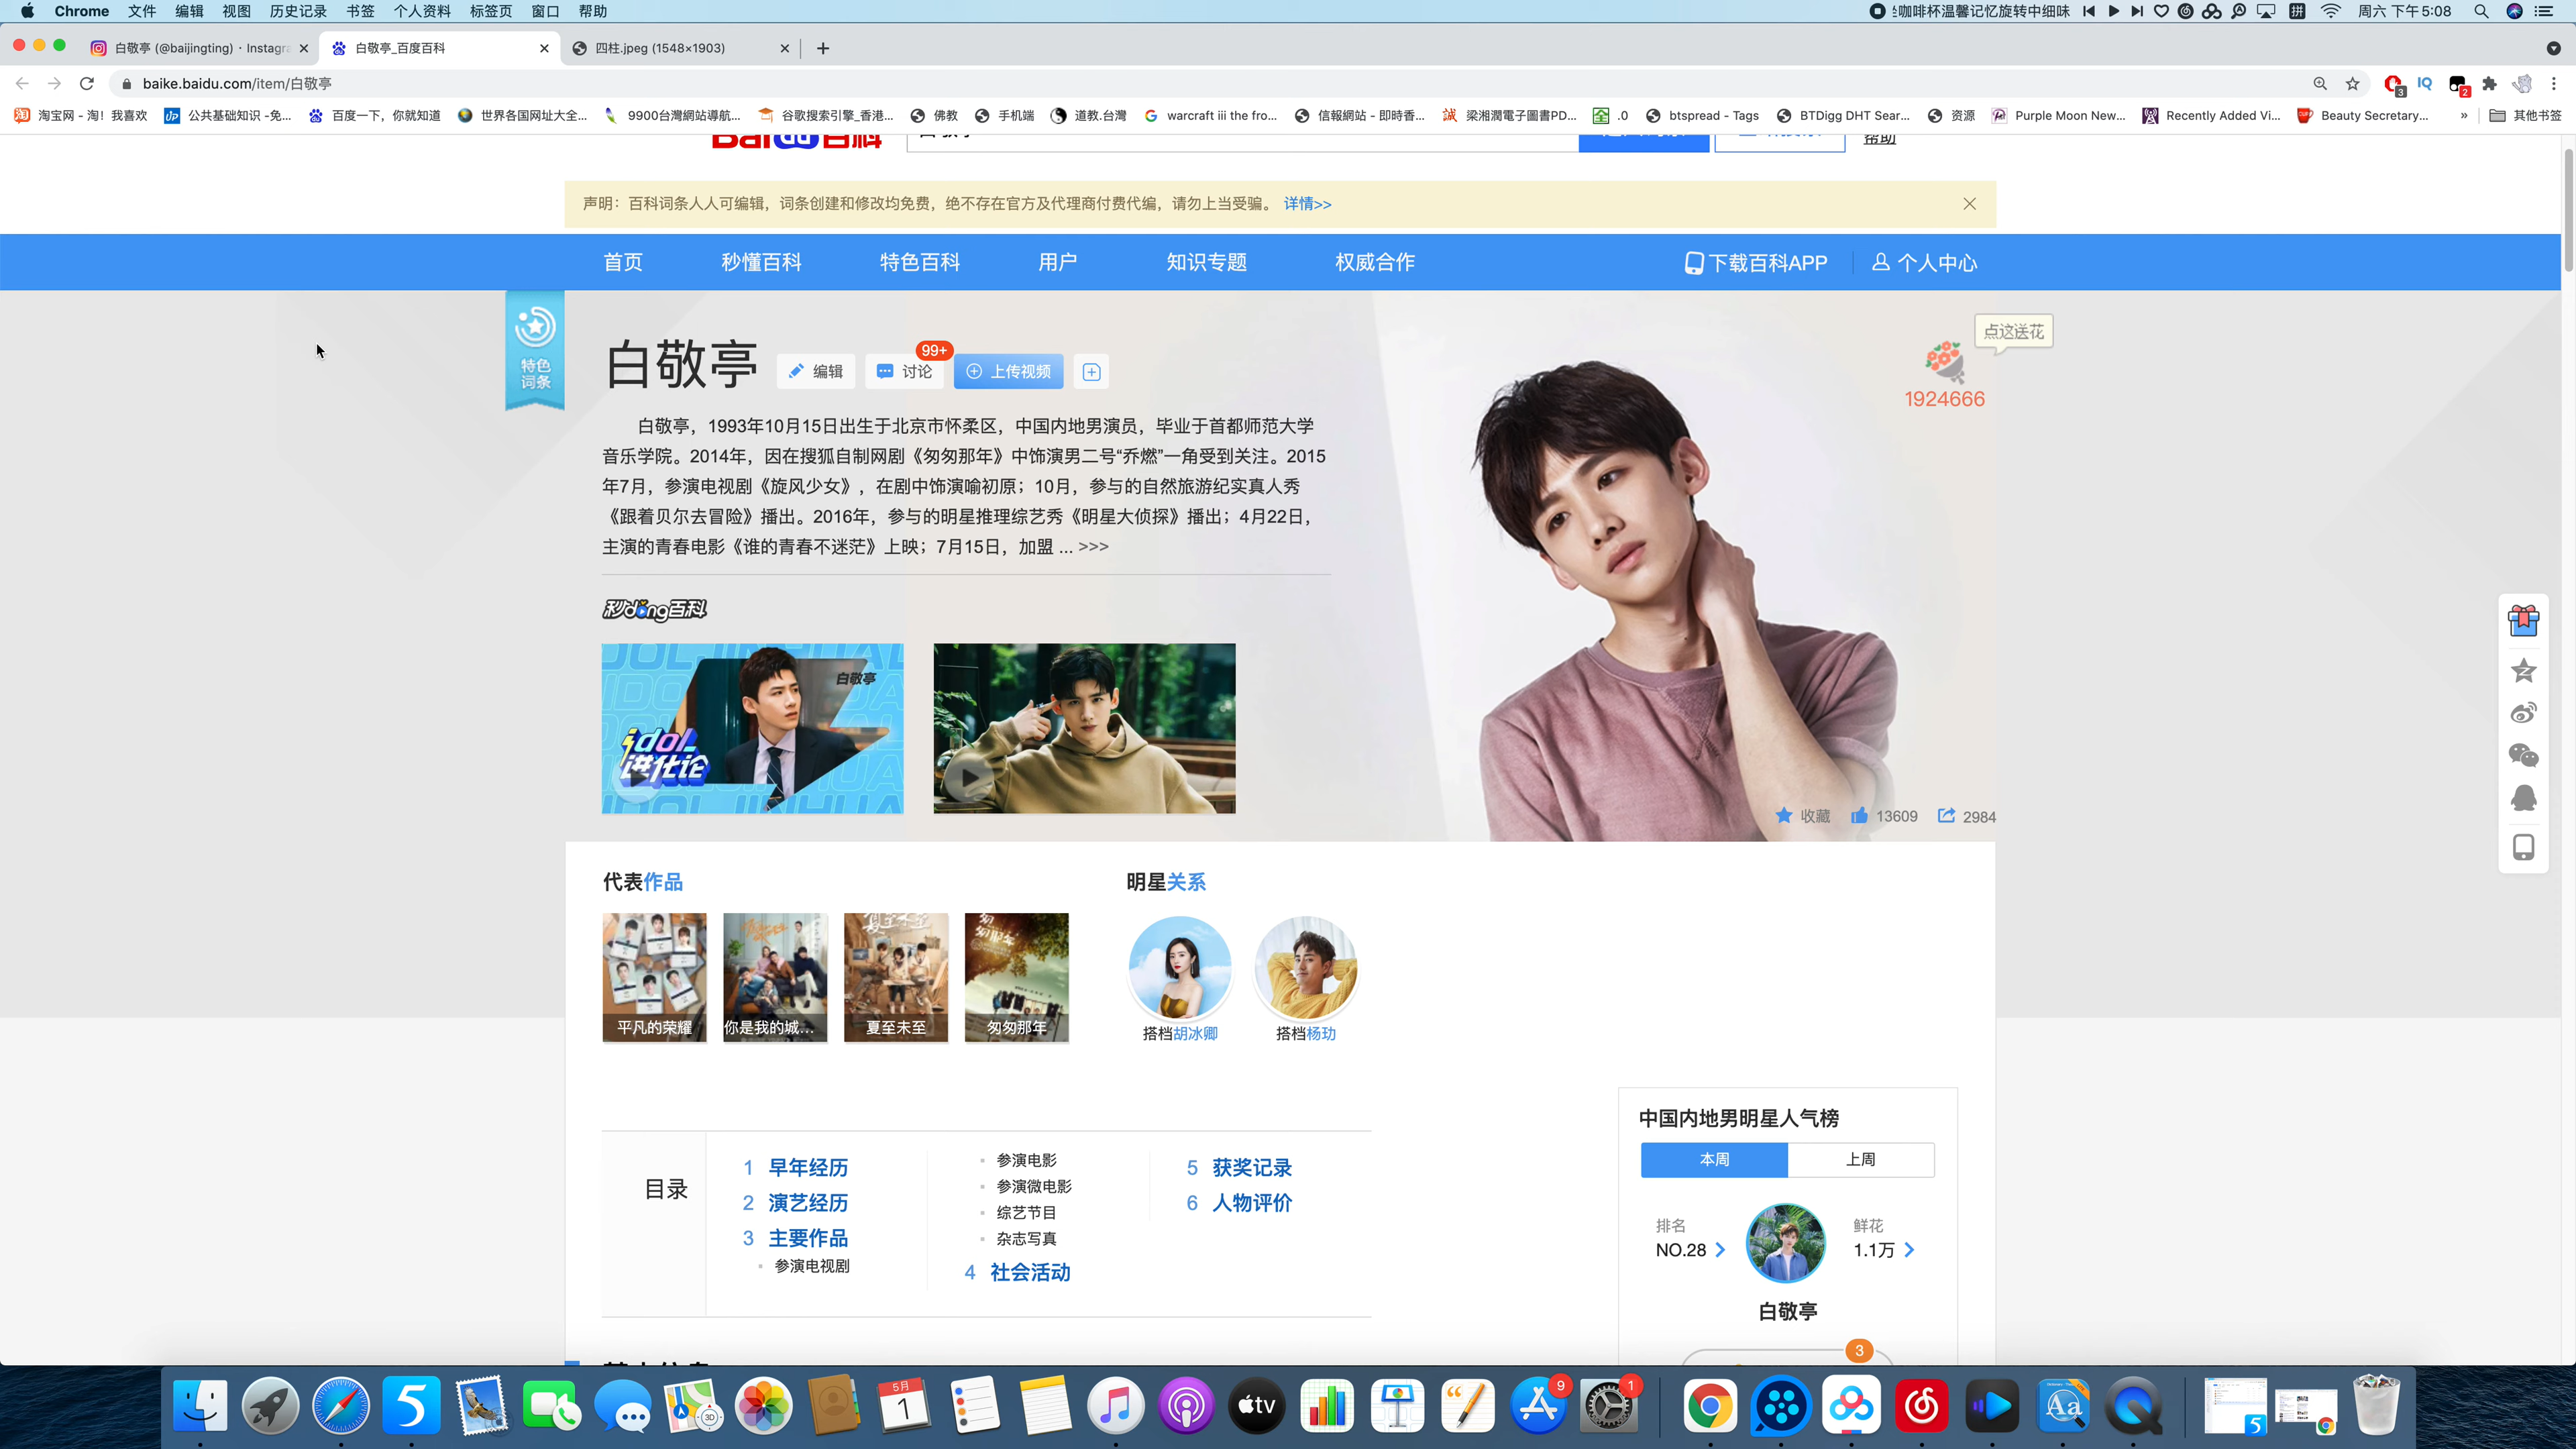 Chrome 文件 编辑 视图 历史记录 书签 个人资料 标签页 窗口 帮助
咖啡杯温馨记忆旋转中细味 周六 下午5:08
白敬亭 (@baijingting) · Instagra
白敬亭_百度百科
四柱.jpeg (1548×1903)
baike.baidu.com/item/白敬亭
3
IQ
2
淘宝网 - 淘！我喜欢
公共基础知识 -免...
百度一下，你就知道
世界各国网址大全...
9900台灣網站導航...
谷歌搜索引擎_香港...
佛教
手机端
道教.台灣
warcraft iii the fro...
信報網站 - 即時香...
梁湘潤電子圖書PD...
.0
btspread - Tags
BTDigg DHT Sear...
资源
Purple Moon New...
Recently Added Vi...
Beauty Secretary...
»
其他书签
Bai 百科
帮助
声明：百科词条人人可编辑，词条创建和修改均免费，绝不存在官方及代理商付费代编，请勿上当受骗。 详情>>
首页 秒懂百科 特色百科 用户 知识专题 权威合作 下载百科APP 个人中心
特色
词条
白敬亭
编辑
讨论
99+
上传视频
点这送花
1924666
白敬亭，1993年10月15日出生于北京市怀柔区，中国内地男演员，毕业于首都师范大学
音乐学院。2014年，因在搜狐自制网剧《匆匆那年》中饰演男二号“乔燃”一角受到关注。2015
年7月，参演电视剧《旋风少女》，在剧中饰演喻初原；10月，参与的自然旅游纪实真人秀
《跟着贝尔去冒险》播出。2016年，参与的明星推理综艺秀《明星大侦探》播出；4月22日，
主演的青春电影《谁的青春不迷茫》上映；7月15日，加盟 ... >>>
秒dǒng百科
白敬亭
idol
进化论
收藏 13609 2984
代表作品
平凡的荣耀
你是我的城...
夏至未至
匆匆那年
明星关系
搭档胡冰卿
搭档杨玏
目录
1 早年经历
2 演艺经历
3 主要作品
参演电视剧
参演电影
参演微电影
综艺节目
杂志写真
4 社会活动
5 获奖记录
6 人物评价
中国内地男明星人气榜
本周 上周
排名
NO.28
鲜花
1.1万
白敬亭
3
5月
1
3D
tv
9
1
Aa